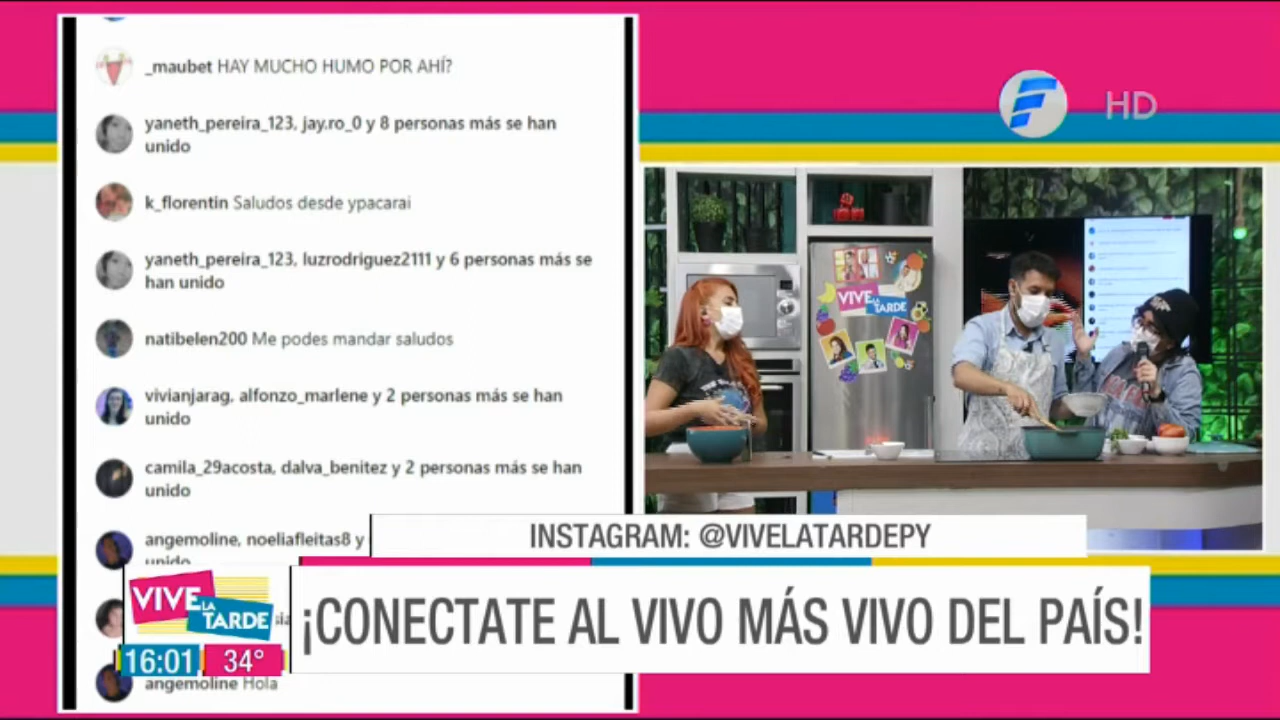 _maubet HAY MUCHO HUMO POR AHÍ?
yaneth_pereira_123, jay.ro_0 y 8 personas más se han
unido
k_florentin Saludos desde ypacarai
yaneth_pereira_123, luzrodriguez2111 y 6 personas más se
han unido
natibelen200 Me podes mandar saludos
vivianjarag, alfonzo_marlene y 2 personas más se han
unido
camila_29acosta, dalva_benitez y 2 personas más se han
unido
angemoline, noeliafleitas8 y
unido
angemoline Hola
HD
VIVE
LA
TARDE
INSTAGRAM: @VIVELATARDEPY
VIVE
LA
TARDE
¡CONECTATE AL VIVO MÁS VIVO DEL PAÍS!
16:01 34°